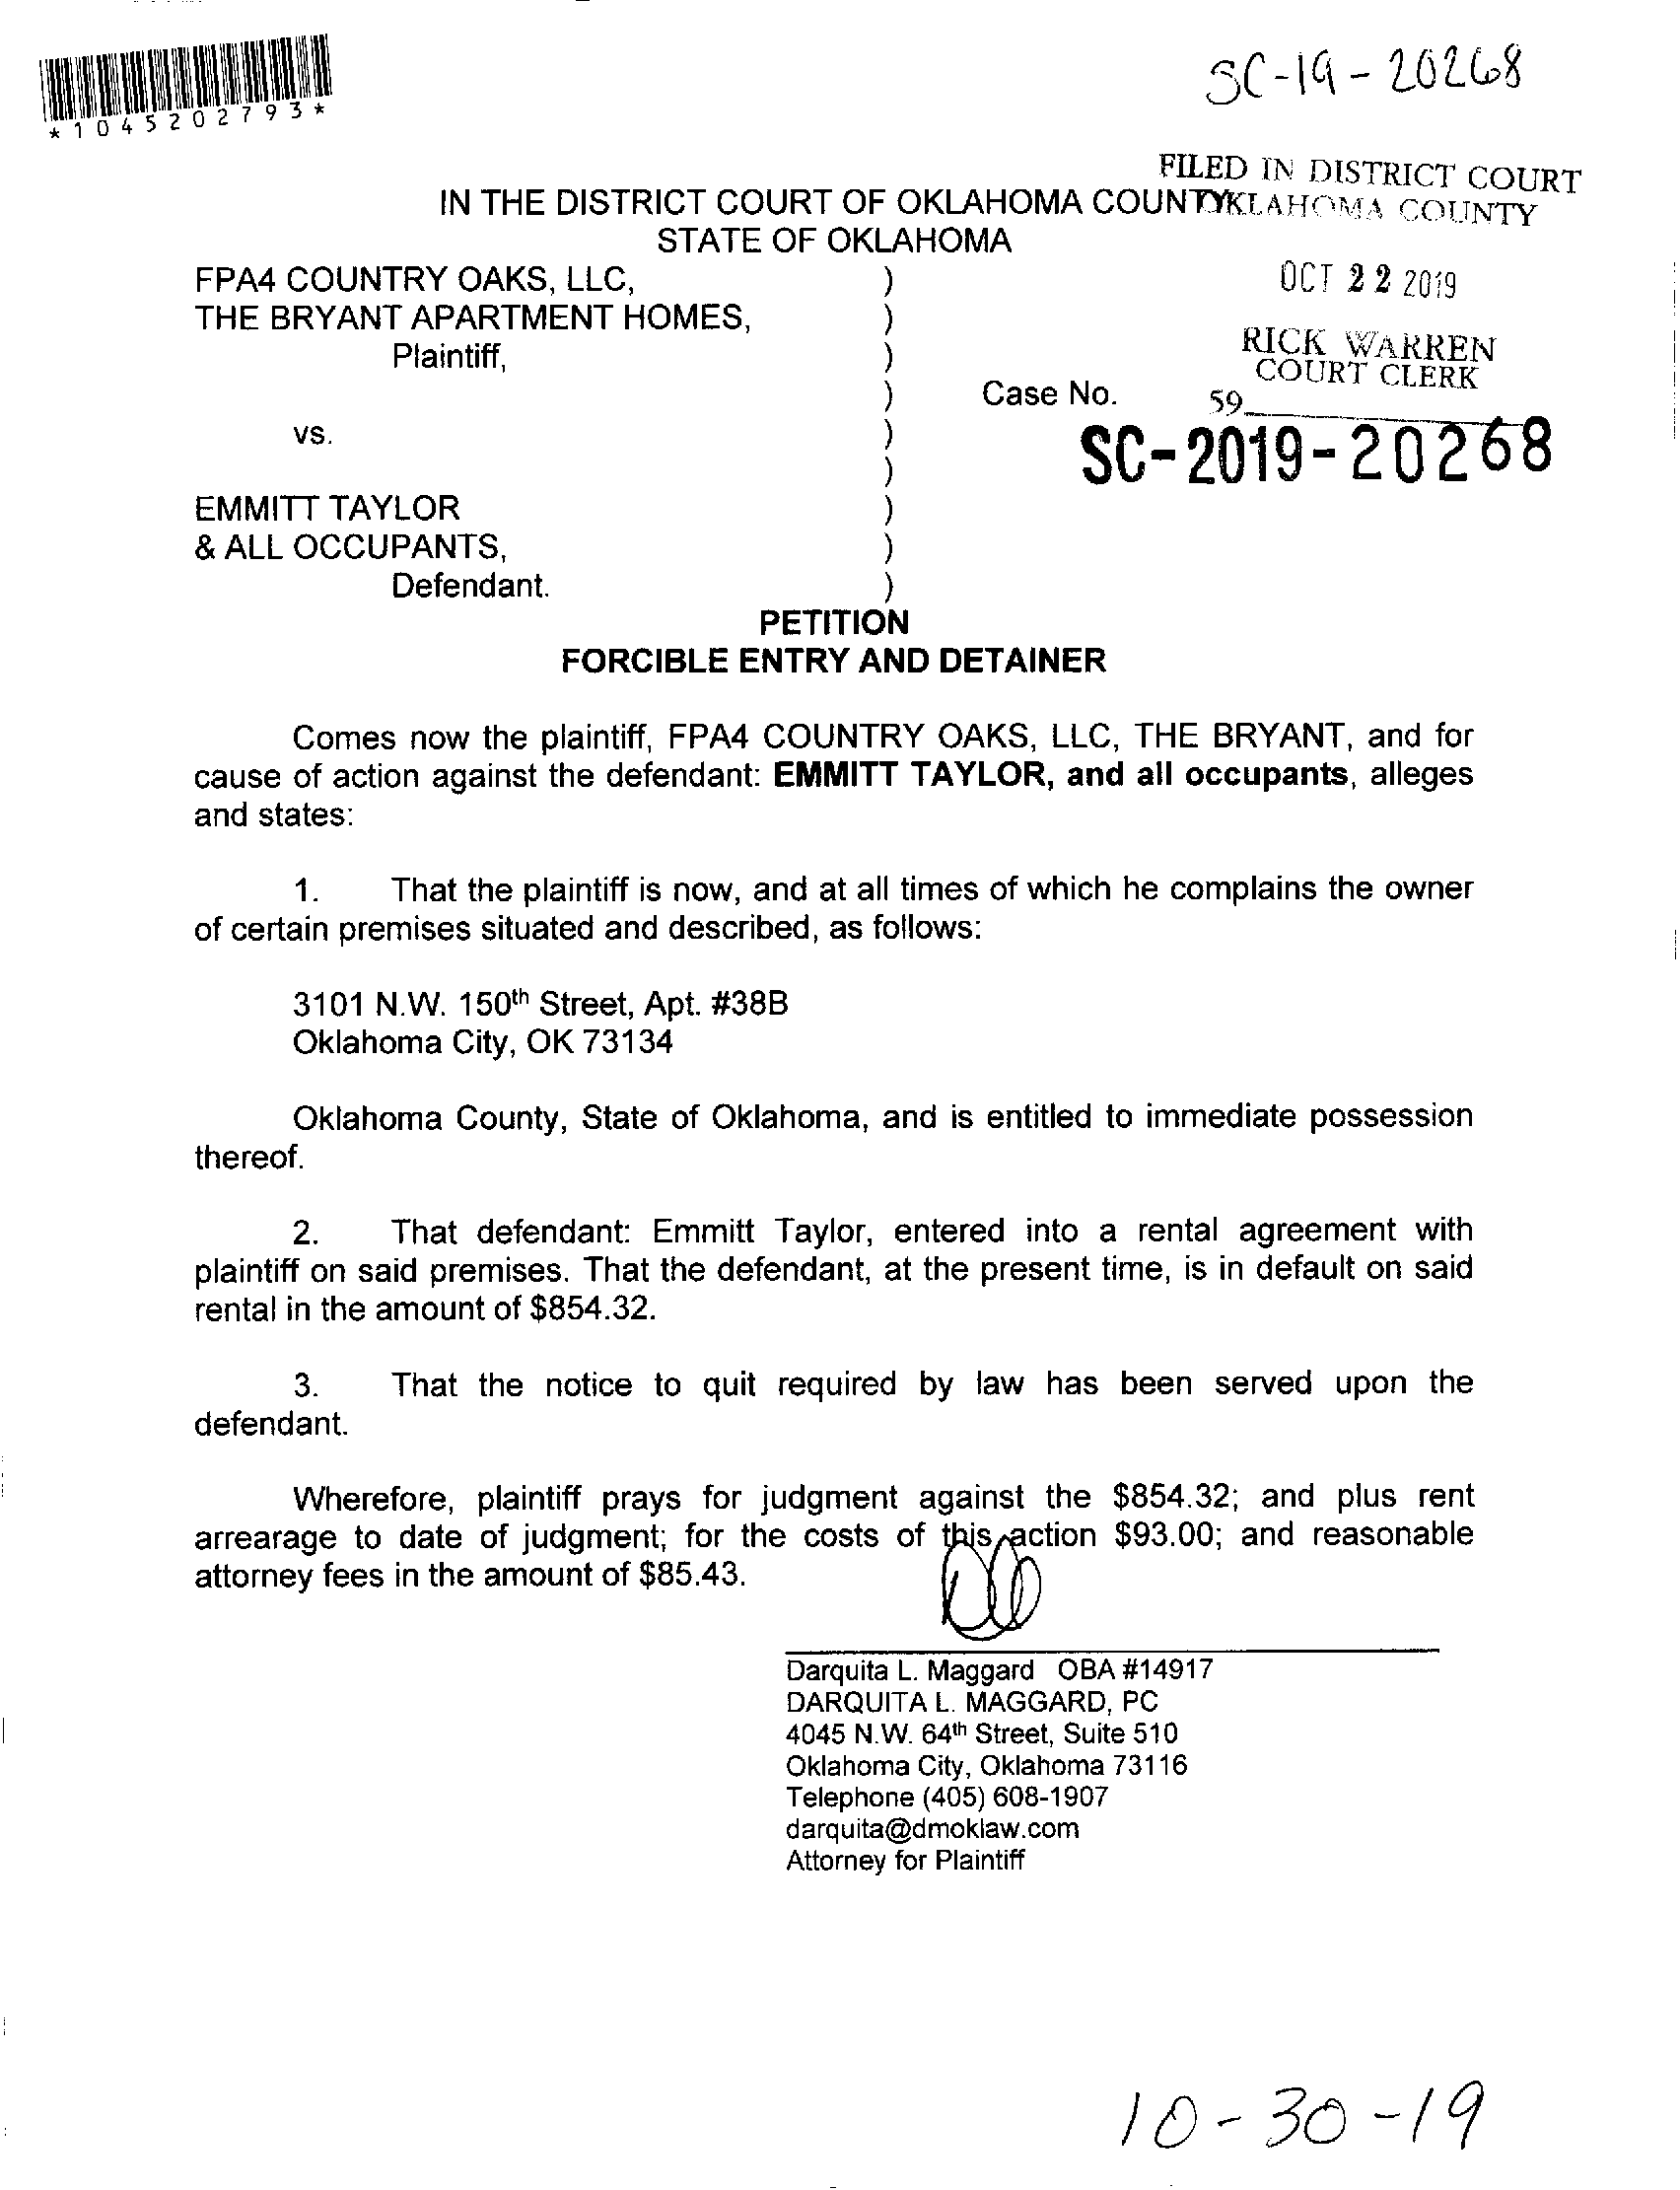 SC-19-20268
*1045202793*
FILED IN DISTRICT COURT
OKLAHOMA COUNTY
IN THE DISTRICT COURT OF OKLAHOMA COUNTY
STATE OF OKLAHOMA
FPA4 COUNTRY OAKS, LLC, )
THE BRYANT APARTMENT HOMES, )
Plaintiff, )
OCT 22 2019
RICK WARREN
COURT CLERK
) Case No. 59
vs. )
SC-2019-20268
)
EMMITT TAYLOR )
& ALL OCCUPANTS, )
Defendant. )
PETITION
FORCIBLE ENTRY AND DETAINER
Comes now the plaintiff, FPA4 COUNTRY OAKS, LLC, THE BRYANT, and for
cause of action against the defendant: EMMITT TAYLOR, and all occupants, alleges
and states:
1. That the plaintiff is now, and at all times of which he complains the owner
of certain premises situated and described, as follows:
3101 N.W. 150th Street, Apt. #38B
Oklahoma City, OK 73134
Oklahoma County, State of Oklahoma, and is entitled to immediate possession
thereof.
2. That defendant: Emmitt Taylor, entered into a rental agreement with
plaintiff on said premises. That the defendant, at the present time, is in default on said
rental in the amount of $854.32.
3. That the notice to quit required by law has been served upon the
defendant.
Wherefore, plaintiff prays for judgment against the $854.32; and plus rent
arrearage to date of judgment; for the costs of this action $93.00; and reasonable
attorney fees in the amount of $85.43.
Darquita L. Maggard OBA #14917
DARQUITA L. MAGGARD, PC
4045 N.W. 64th Street, Suite 510
Oklahoma City, Oklahoma 73116
Telephone (405) 608-1907
darquita@dmoklaw.com
Attorney for Plaintiff
10-30-19